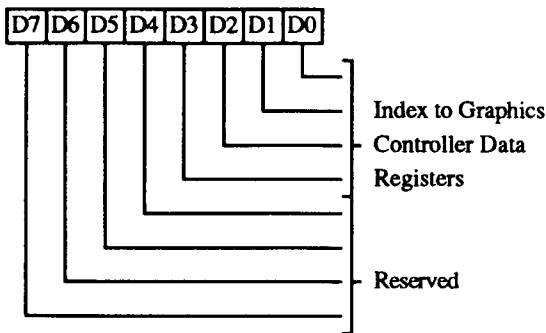 D7 D6 D5 D4 D3 D2 D1 D0
Index to Graphics
Controller Data
Registers
Reserved